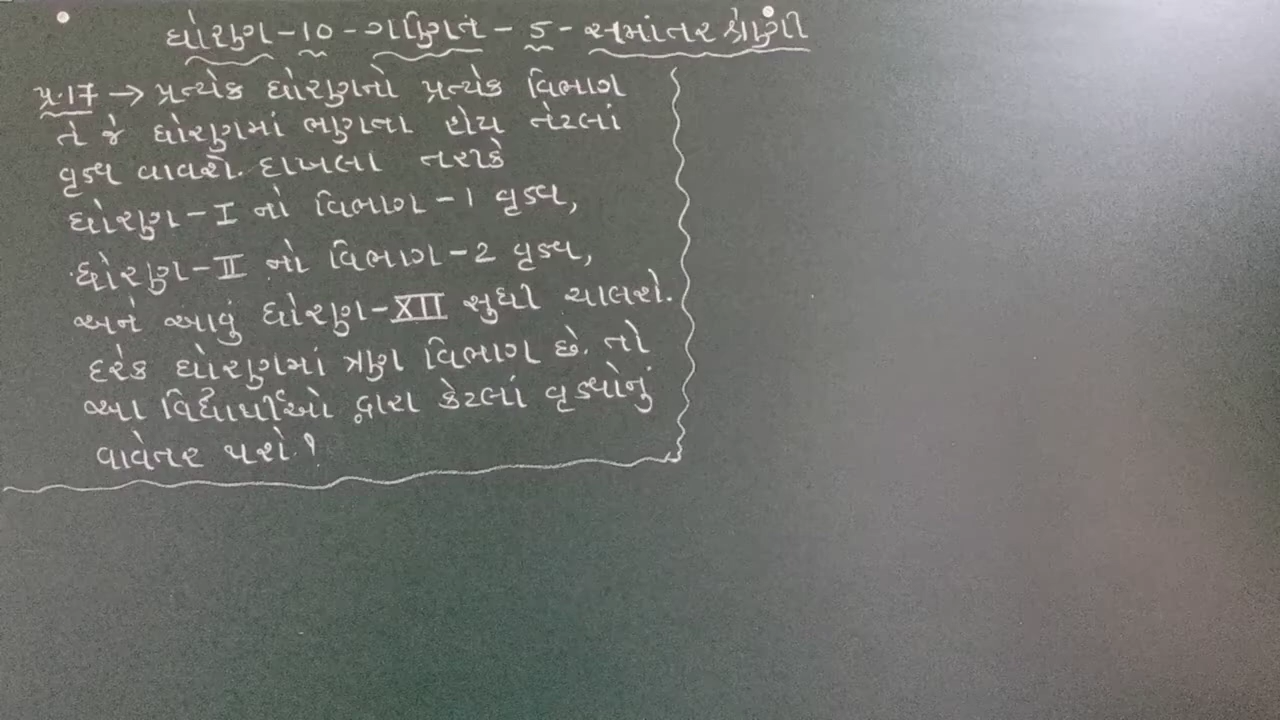 ધોરણ-10 - ગણિત - 5 - સમાંતર શ્રેણી
પ્ર.17 → પ્રત્યેક ધોરણનો પ્રત્યેક વિભાગ
તે જે ધોરણમાં ભણતા હોય તેટલાં
વૃક્ષ વાવશે. દાખલા તરીકે
ધોરણ-I નો વિભાગ-1 વૃક્ષ,
ધોરણ-II નો વિભાગ-2 વૃક્ષ,
અને આવું ધોરણ-XII સુધી ચાલશે.
દરેક ધોરણમાં ત્રણ વિભાગ છે. તો
આ વિદ્યાર્થીઓ દ્વારા કેટલાં વૃક્ષોનું
વાવેતર થશે ?